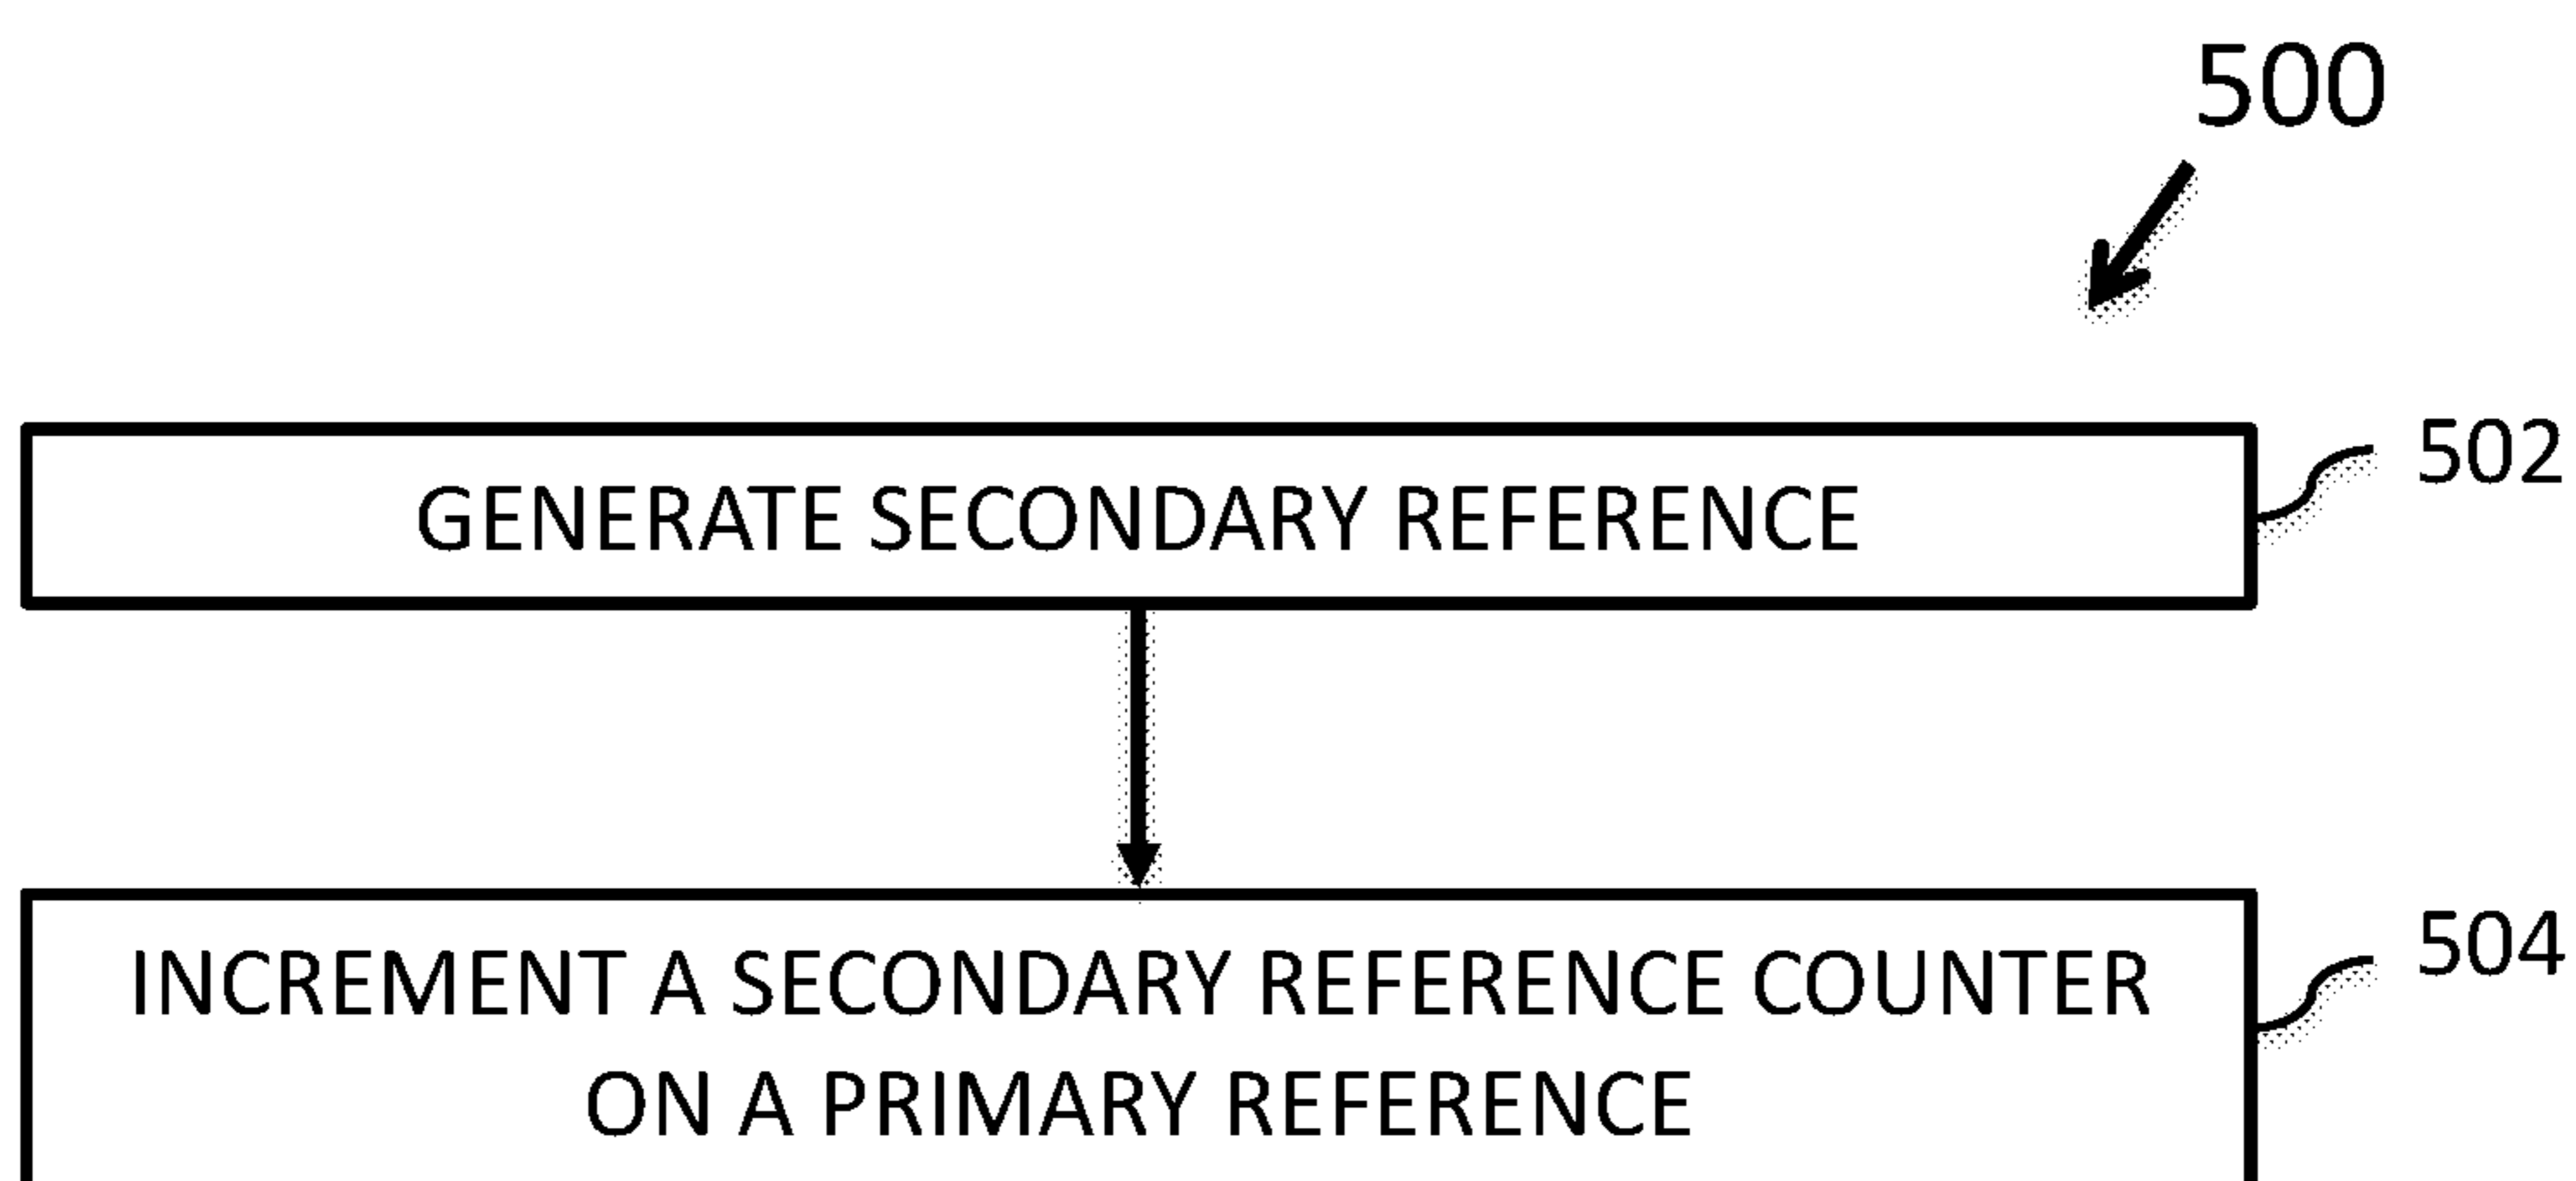 500
GENERATE SECONDARY REFERENCE
502
INCREMENT A SECONDARY REFERENCE COUNTER
504
ON A PRIMARY REFERENCE